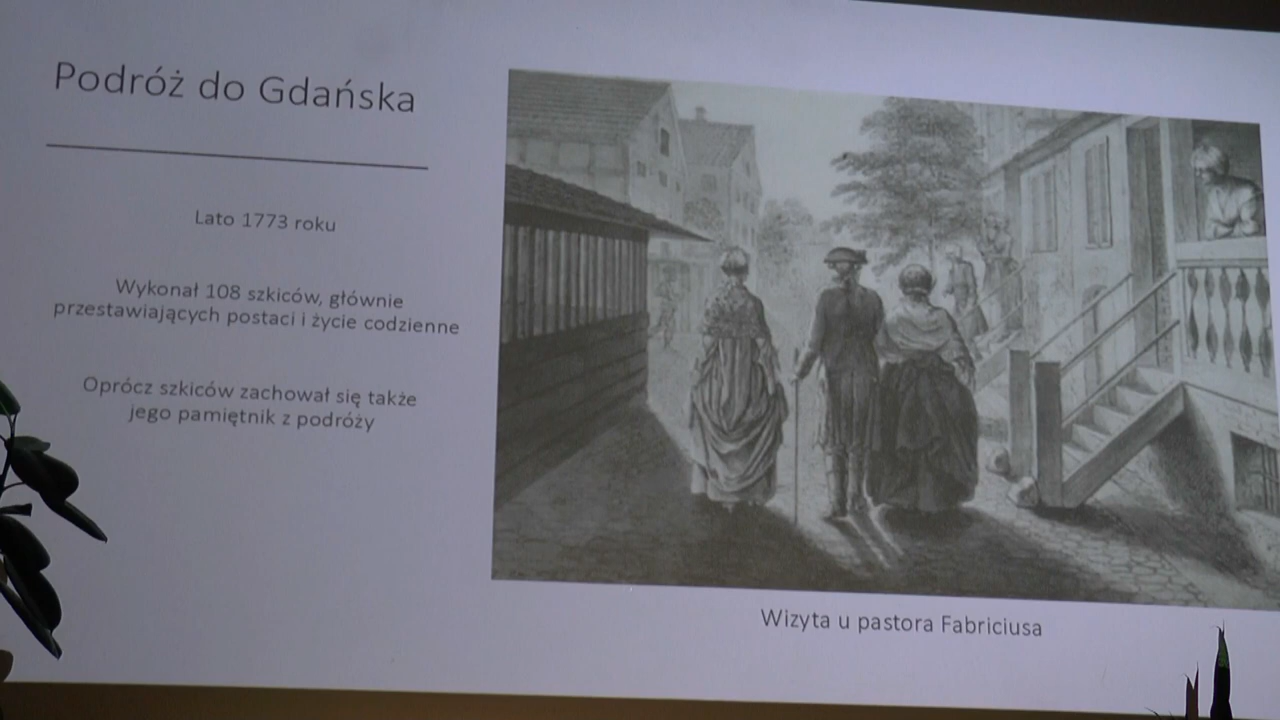 Podróż do Gdańska
Lato 1773 roku
Wykonał 108 szkiców, głównie
przestawiających postaci i życie codzienne
Oprócz szkiców zachował się także
jego pamiętnik z podróży
Wizyta u pastora Fabriciusa